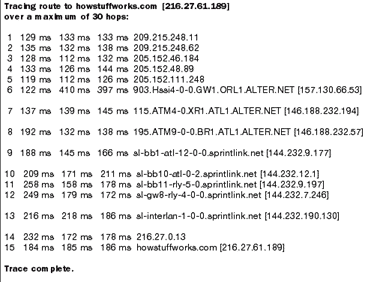 Tracing route to howstuffworks.com [216.27.61.189]
over a maximum of 30 hops:
1 129 ms 133 ms 133 ms 209.215.248.11
2 135 ms 132 ms 138 ms 209.215.248.62
3 128 ms 112 ms 132 ms 205.152.46.184
4 133 ms 126 ms 144 ms 205.152.48.89
5 119 ms 112 ms 126 ms 205.152.111.248
6 122 ms 410 ms 397 ms 903.Hssi4-0-0.GW1.ORL1.ALTER.NET [157.130.66.53]
7 137 ms 139 ms 145 ms 115.ATM4-0.XR1.ATL1.ALTER.NET [146.188.232.194]
8 192 ms 132 ms 138 ms 195.ATM9-0-0.BR1.ATL1.ALTER.NET [146.188.232.57]
9 188 ms 145 ms 166 ms sl-bb1-atl-12-0-0.sprintlink.net [144.232.9.177]
10 209 ms 171 ms 211 ms sl-bb10-atl-0-2.sprintlink.net [144.232.12.1]
11 258 ms 158 ms 178 ms sl-bb11-rly-5-0.sprintlink.net [144.232.9.197]
12 249 ms 179 ms 172 ms sl-gw8-rly-4-0-0.sprintlink.net [144.232.7.246]
13 216 ms 218 ms 186 ms sl-interlan-1-0-0.sprintlink.net [144.232.190.130]
14 232 ms 172 ms 178 ms 216.27.0.13
15 184 ms 185 ms 186 ms howstuffworks.com [216.27.61.189]
Trace complete.